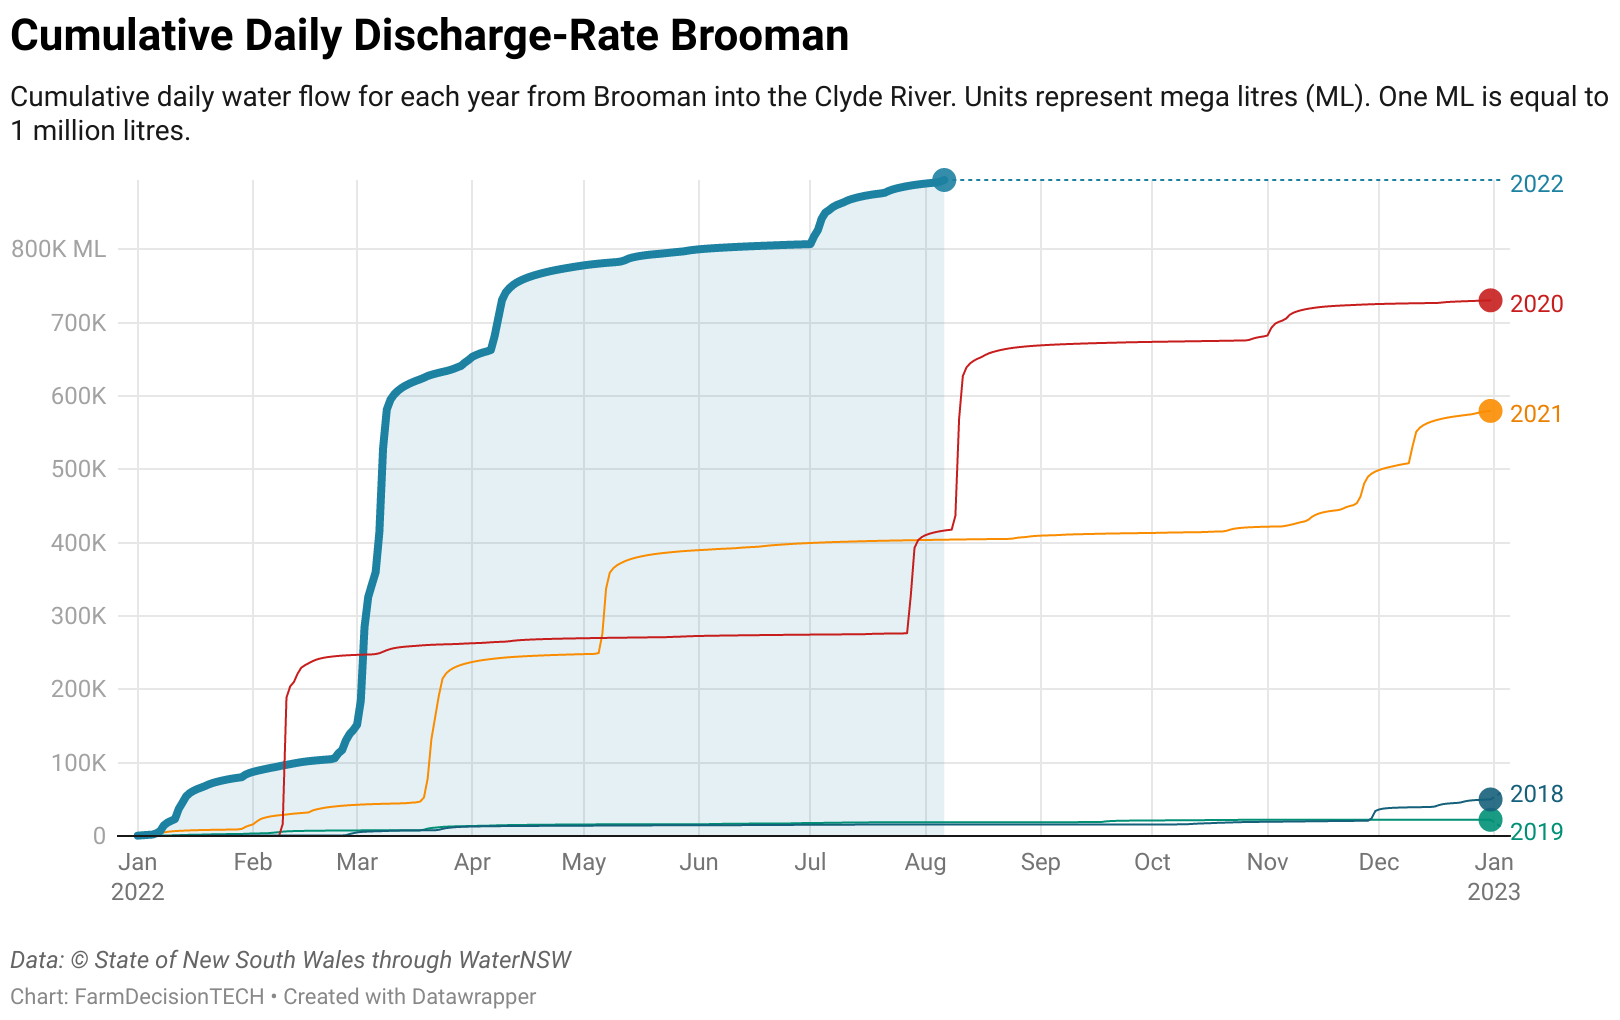 Cumulative Daily Discharge-Rate Brooman
Cumulative daily water flow for each year from Brooman into the Clyde River. Units represent mega litres (ML). One ML is equal to
1 million litres.
2022
800K ML
2020
700K
600K
2021
500K
400K
300K
200K
100K
2018
0
2019
Jan Feb Mar Apr May Jun Jul Aug Sep Oct Nov Dec Jan
2022 2023
Data: © State of New South Wales through WaterNSW
Chart: FarmDecisionTECH • Created with Datawrapper